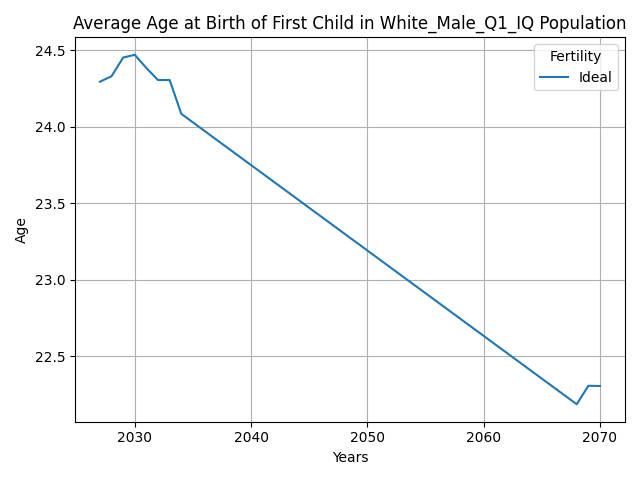 Average Age at Birth of First Child in White_Male_Q1_IQ Population
24.5
24.0
23.5
23.0
22.5
Age
Fertility
Ideal
2030 2040 2050 2060 2070
Years